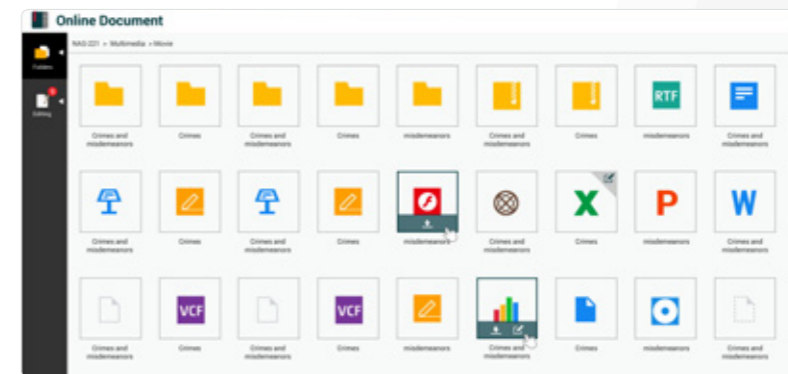 Online Document
NAS-221 > Multimedia > Movie
Folders
Editing
RTF
Crimes and misdemeanors
Crimes
Crimes and misdemeanors
Crimes
misdemeanors
Crimes and misdemeanors
Crimes
misdemeanors
Crimes and misdemeanors
X
P
W
Crimes and misdemeanors
Crimes
Crimes and misdemeanors
Crimes
misdemeanors
Crimes and misdemeanors
Crimes
misdemeanors
Crimes and misdemeanors
VCF
VCF
Crimes and misdemeanors
Crimes
Crimes and misdemeanors
Crimes
misdemeanors
Crimes and misdemeanors
Crimes
misdemeanors
Crimes and misdemeanors